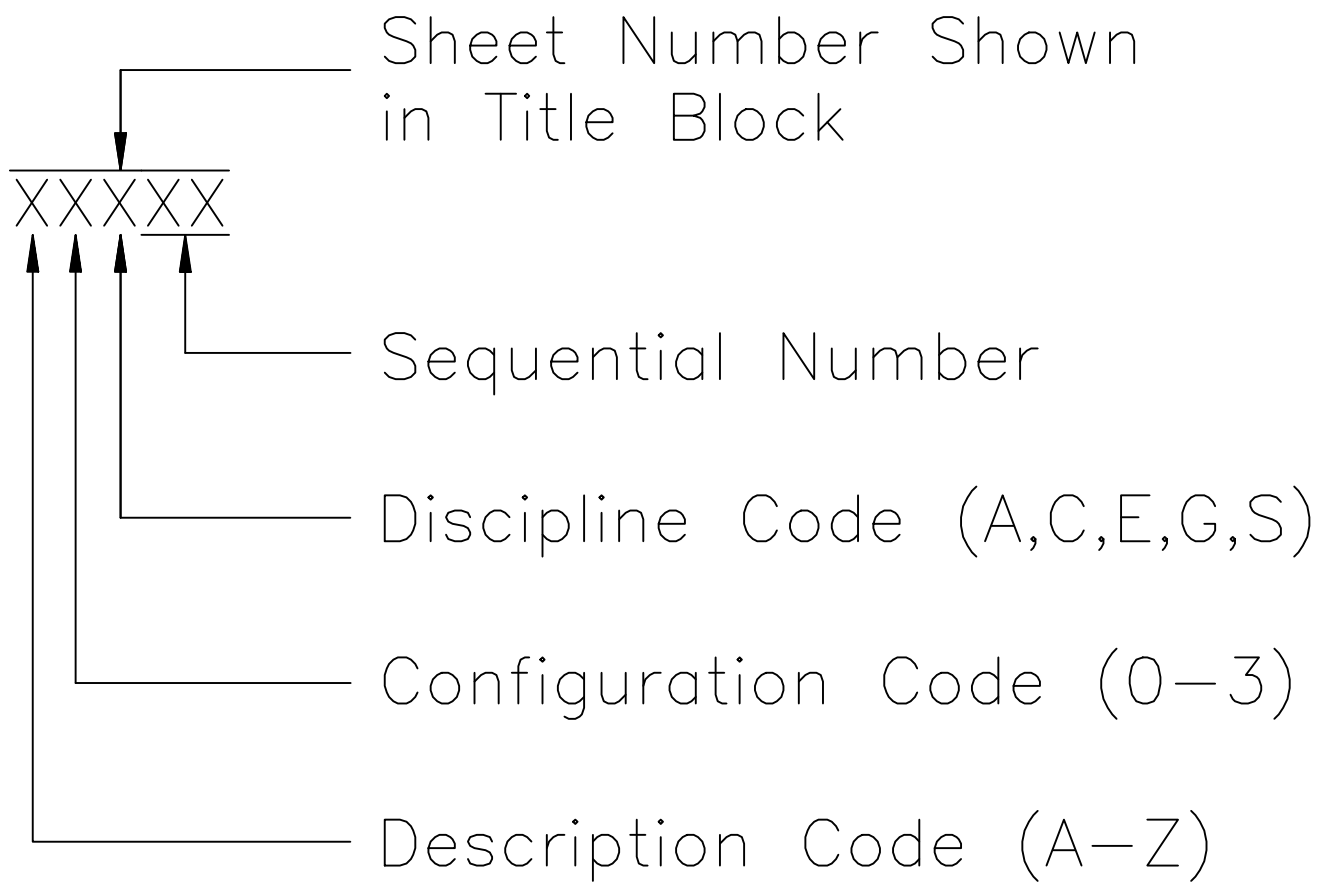 Sheet Number Shown
in Title Block
XXXXX
Sequential Number
Discipline Code (A,C,E,G,S)
Configuration Code (0-3)
Description Code (A-Z)